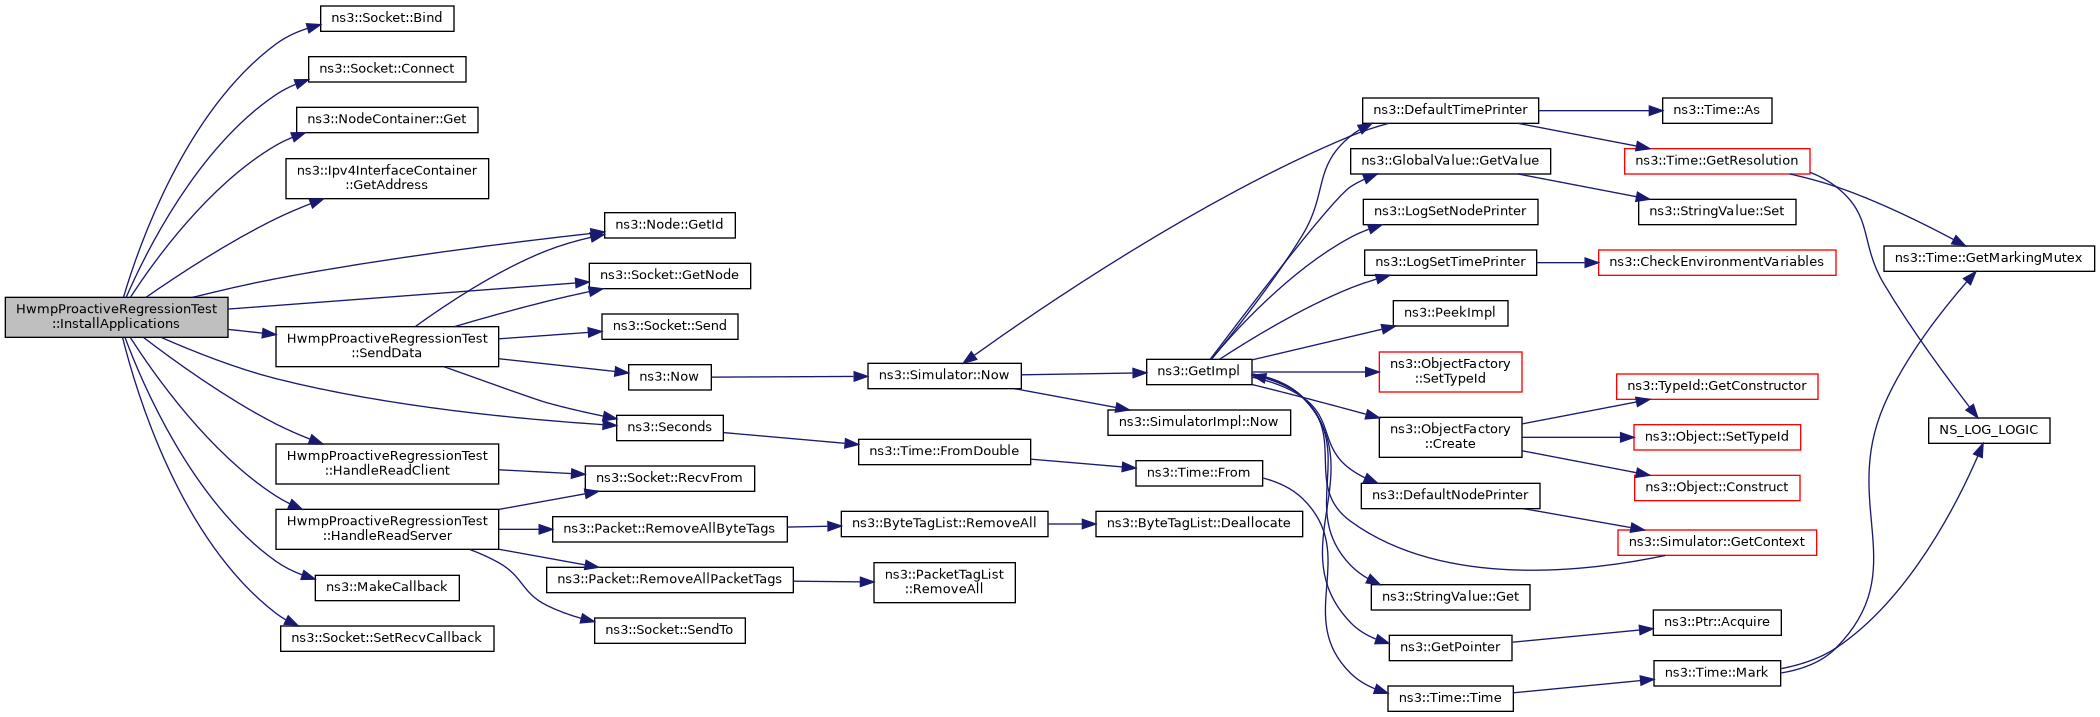 HwmpProactiveRegressionTest
::InstallApplications
ns3::Socket::Bind
ns3::Socket::Connect
ns3::NodeContainer::Get
ns3::Ipv4InterfaceContainer
::GetAddress
ns3::Node::GetId
ns3::Socket::GetNode
HwmpProactiveRegressionTest
::SendData
ns3::Socket::Send
ns3::Now
ns3::Seconds
HwmpProactiveRegressionTest
::HandleReadClient
ns3::Socket::RecvFrom
HwmpProactiveRegressionTest
::HandleReadServer
ns3::Packet::RemoveAllByteTags
ns3::Packet::RemoveAllPacketTags
ns3::Socket::SendTo
ns3::MakeCallback
ns3::Socket::SetRecvCallback
ns3::Simulator::Now
ns3::Time::FromDouble
ns3::ByteTagList::RemoveAll
ns3::PacketTagList
::RemoveAll
ns3::GetImpl
ns3::SimulatorImpl::Now
ns3::Time::From
ns3::ByteTagList::Deallocate
ns3::DefaultTimePrinter
ns3::GlobalValue::GetValue
ns3::LogSetNodePrinter
ns3::LogSetTimePrinter
ns3::PeekImpl
ns3::ObjectFactory
::SetTypeId
ns3::ObjectFactory
::Create
ns3::DefaultNodePrinter
ns3::StringValue::Get
ns3::GetPointer
ns3::Time::Time
ns3::Time::As
ns3::Time::GetResolution
ns3::StringValue::Set
ns3::CheckEnvironmentVariables
ns3::TypeId::GetConstructor
ns3::Object::SetTypeId
ns3::Object::Construct
ns3::Simulator::GetContext
ns3::Ptr::Acquire
ns3::Time::Mark
ns3::Time::GetMarkingMutex
NS_LOG_LOGIC